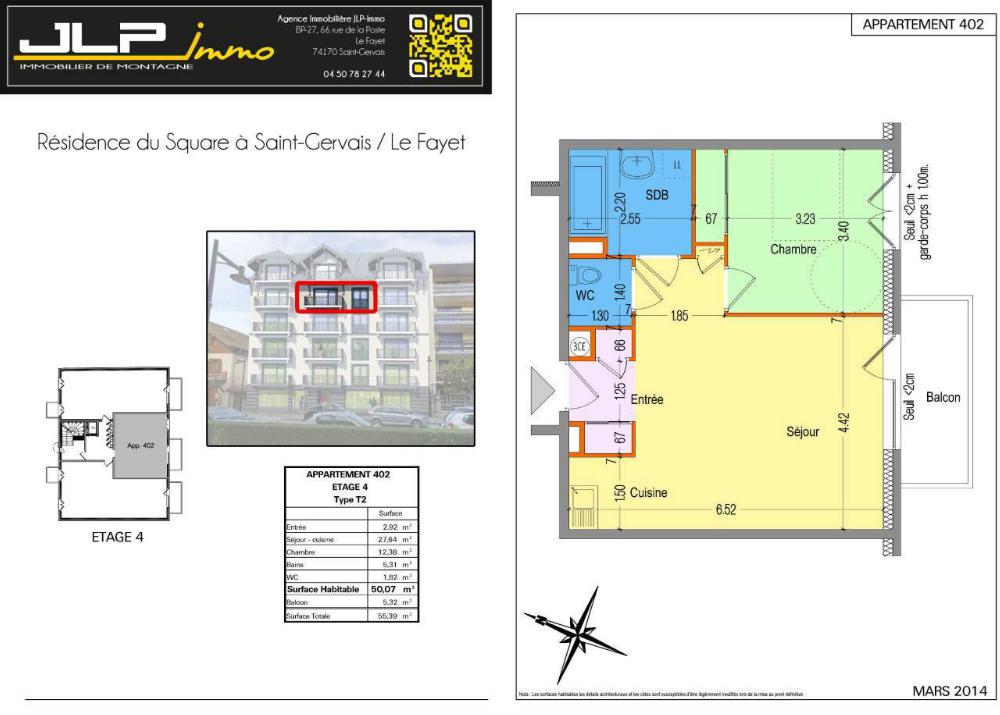 JLP immo
IMMOBILIER DE MONTAGNE
Agence Immobilière JLP-Immo
BP-27, 66 rue de la Poste
Le Fayet
74170 Saint-Gervais
04 50 78 27 44
Résidence du Square à Saint-Gervais / Le Fayet
App. 402
ETAGE 4
APPARTEMENT 402
ETAGE 4
Type T2
Surface
Entrée 2,92 m²
Séjour - cuisine 27,64 m²
Chambre 12,38 m²
Bains 5,31 m²
WC 1,82 m²
Surface Habitable 50,07 m²
Balcon 5,32 m²
Surface Totale 55,39 m²
APPARTEMENT 402
SDB
2.20
2.55
67
3.23
3.40
Chambre
Seuil <2cm +
garde-corps h 1.00m.
WC
1.40
1.30
7
1.85
7
3CE
66
1.25
Entrée
67
7
Séjour
4.42
Seuil <2cm
Balcon
1.50
Cuisine
6.52
Nota : Les surfaces habitables les détails architecturaux et les côtes sont susceptibles d'être légèrement modifiés lors de la mise au point définitive
MARS 2014